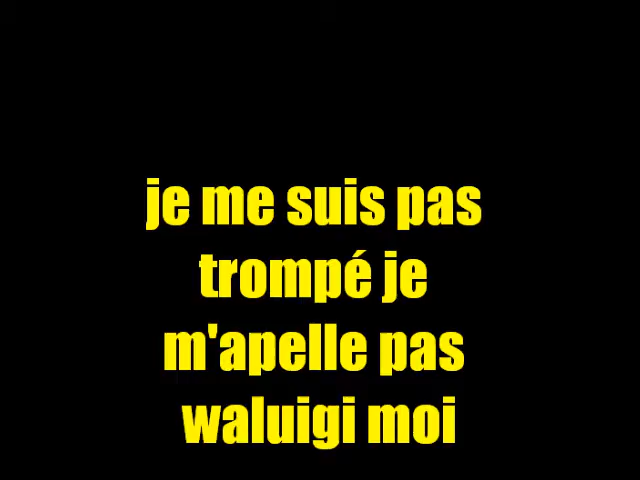 je me suis pas
trompé je
m'apelle pas
waluigi moi